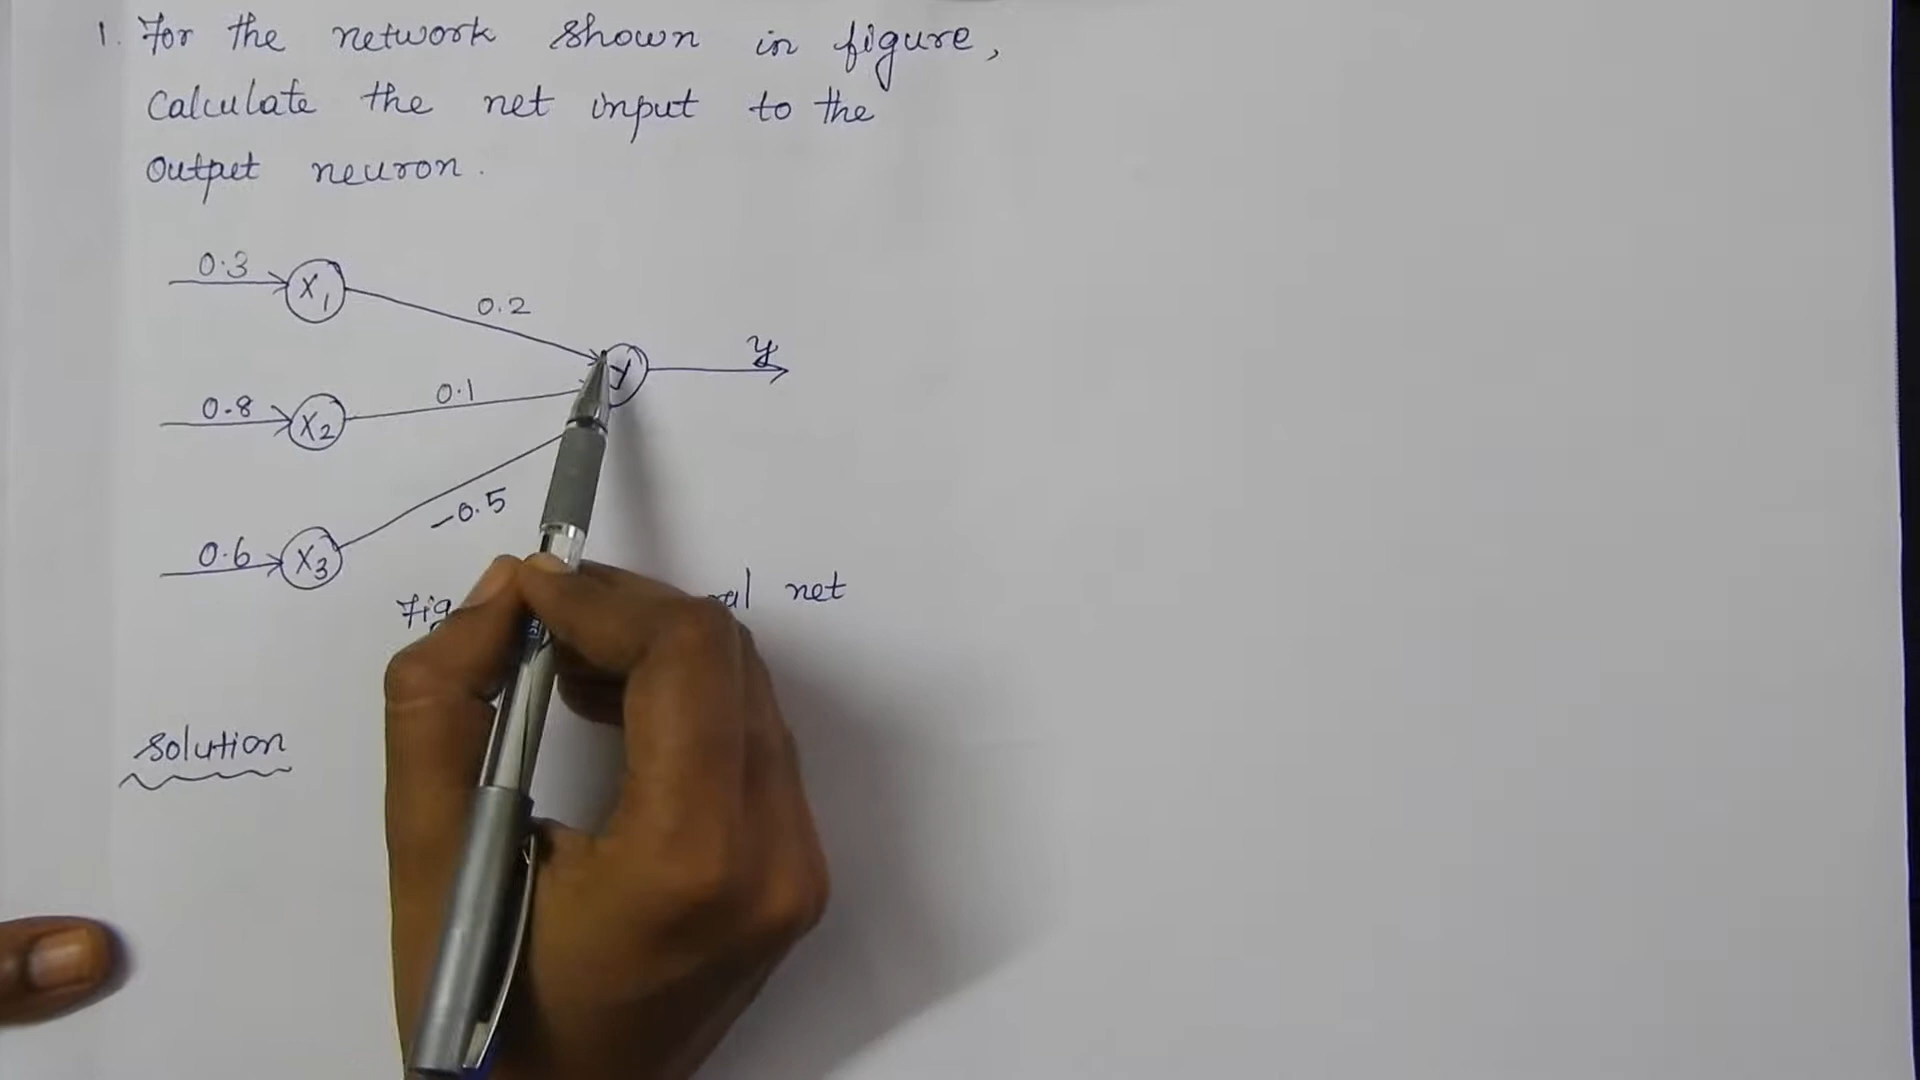 1. For the network shown in figure,
Calculate the net input to the
Output neuron.
0.3
X1
0.2
y
Y
0.8
X2
0.1
-0.5
0.6
X3
net
Solution